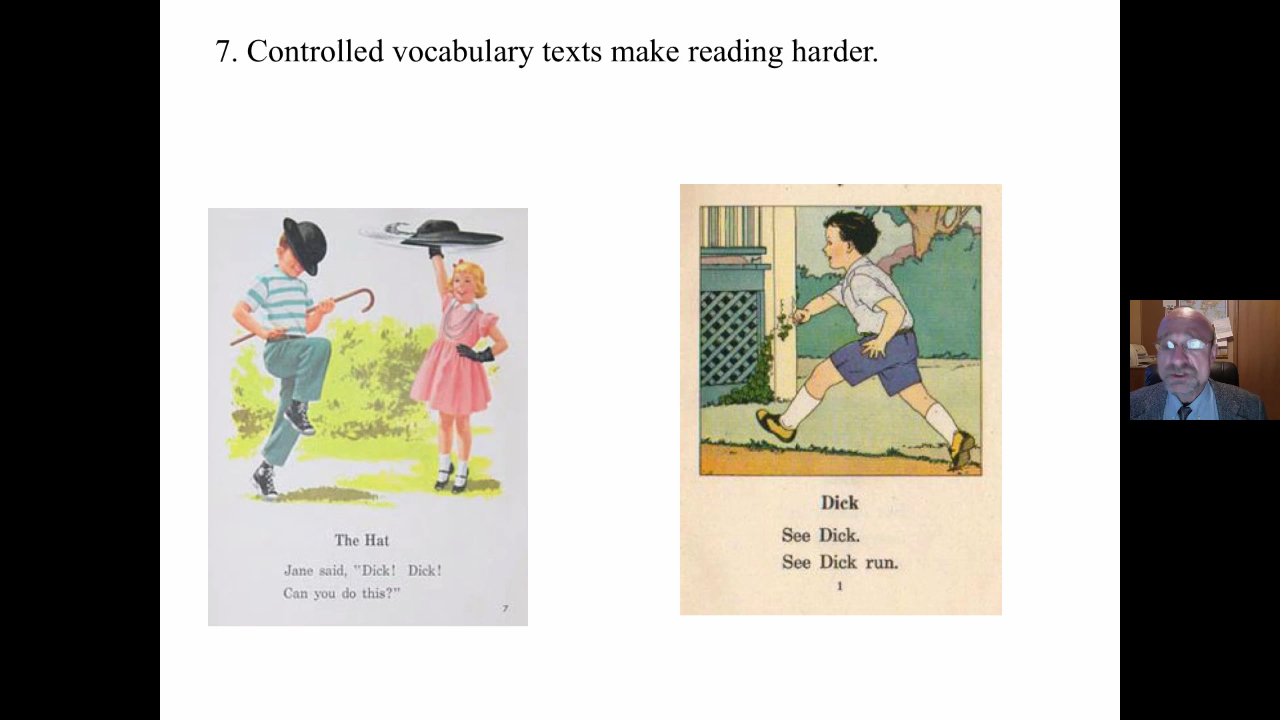 7. Controlled vocabulary texts make reading harder.
The Hat
Jane said, "Dick! Dick!
Can you do this?"
7
Dick
See Dick.
See Dick run.
1